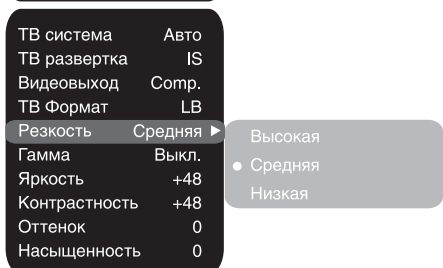 ТВ система Авто
ТВ развертка IS
Видеовыход Comp.
ТВ Формат LB
Резкость Средняя
Гамма Выкл.
Яркость +48
Контрастность +48
Оттенок 0
Насыщенность 0
Высокая
Средняя
Низкая